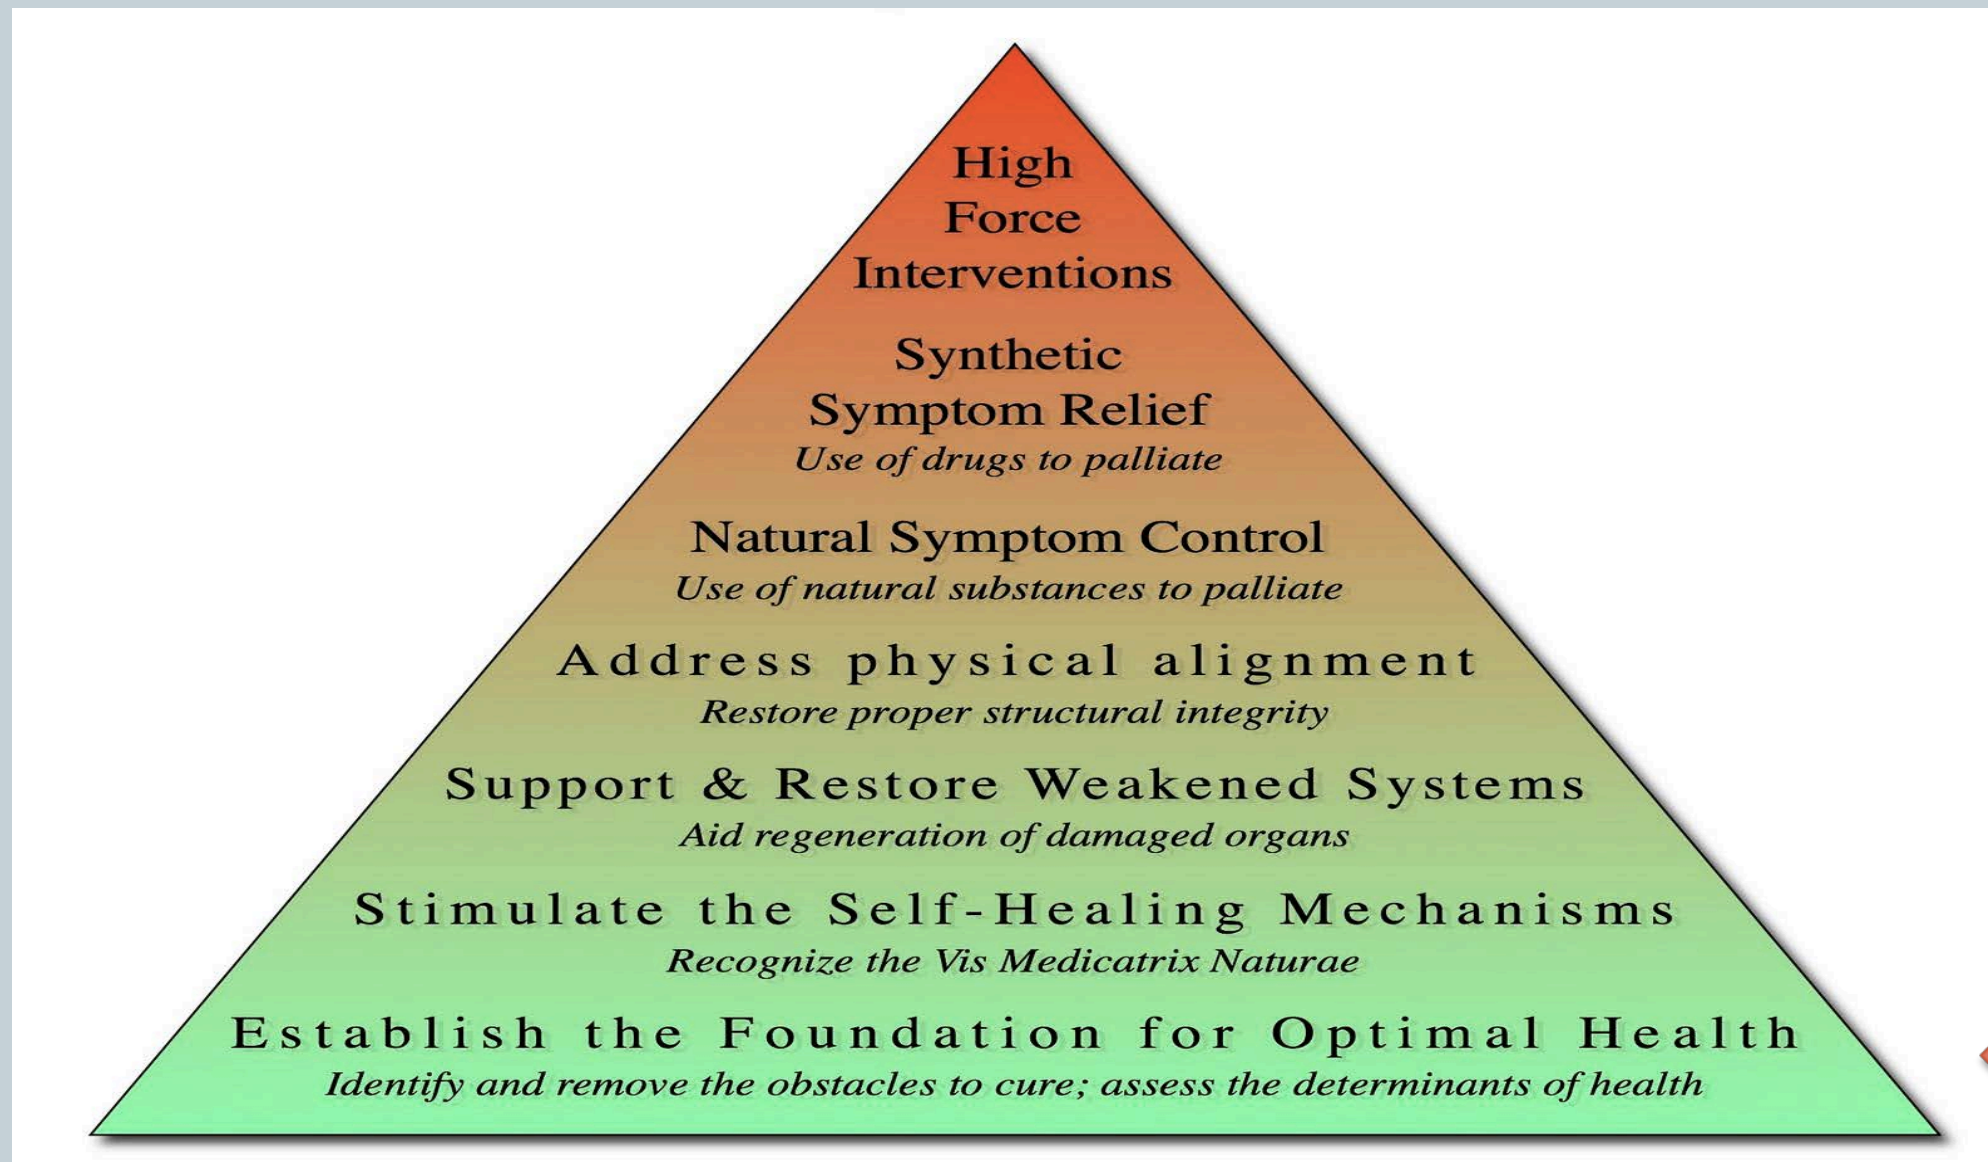 High
Force
Interventions
Synthetic
Symptom Relief
Use of drugs to palliate
Natural Symptom Control
Use of natural substances to palliate
Address physical alignment
Restore proper structural integrity
Support & Restore Weakened Systems
Aid regeneration of damaged organs
Stimulate the Self-Healing Mechanisms
Recognize the Vis Medicatrix Naturae
Establish the Foundation for Optimal Health
Identify and remove the obstacles to cure; assess the determinants of health